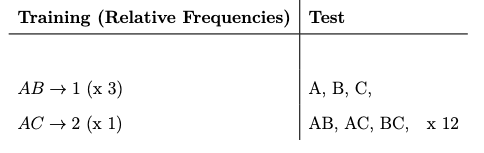 Training (Relative Frequencies) Test
AB → 1 (x 3) A, B, C,
AC → 2 (x 1) AB, AC, BC, x 12